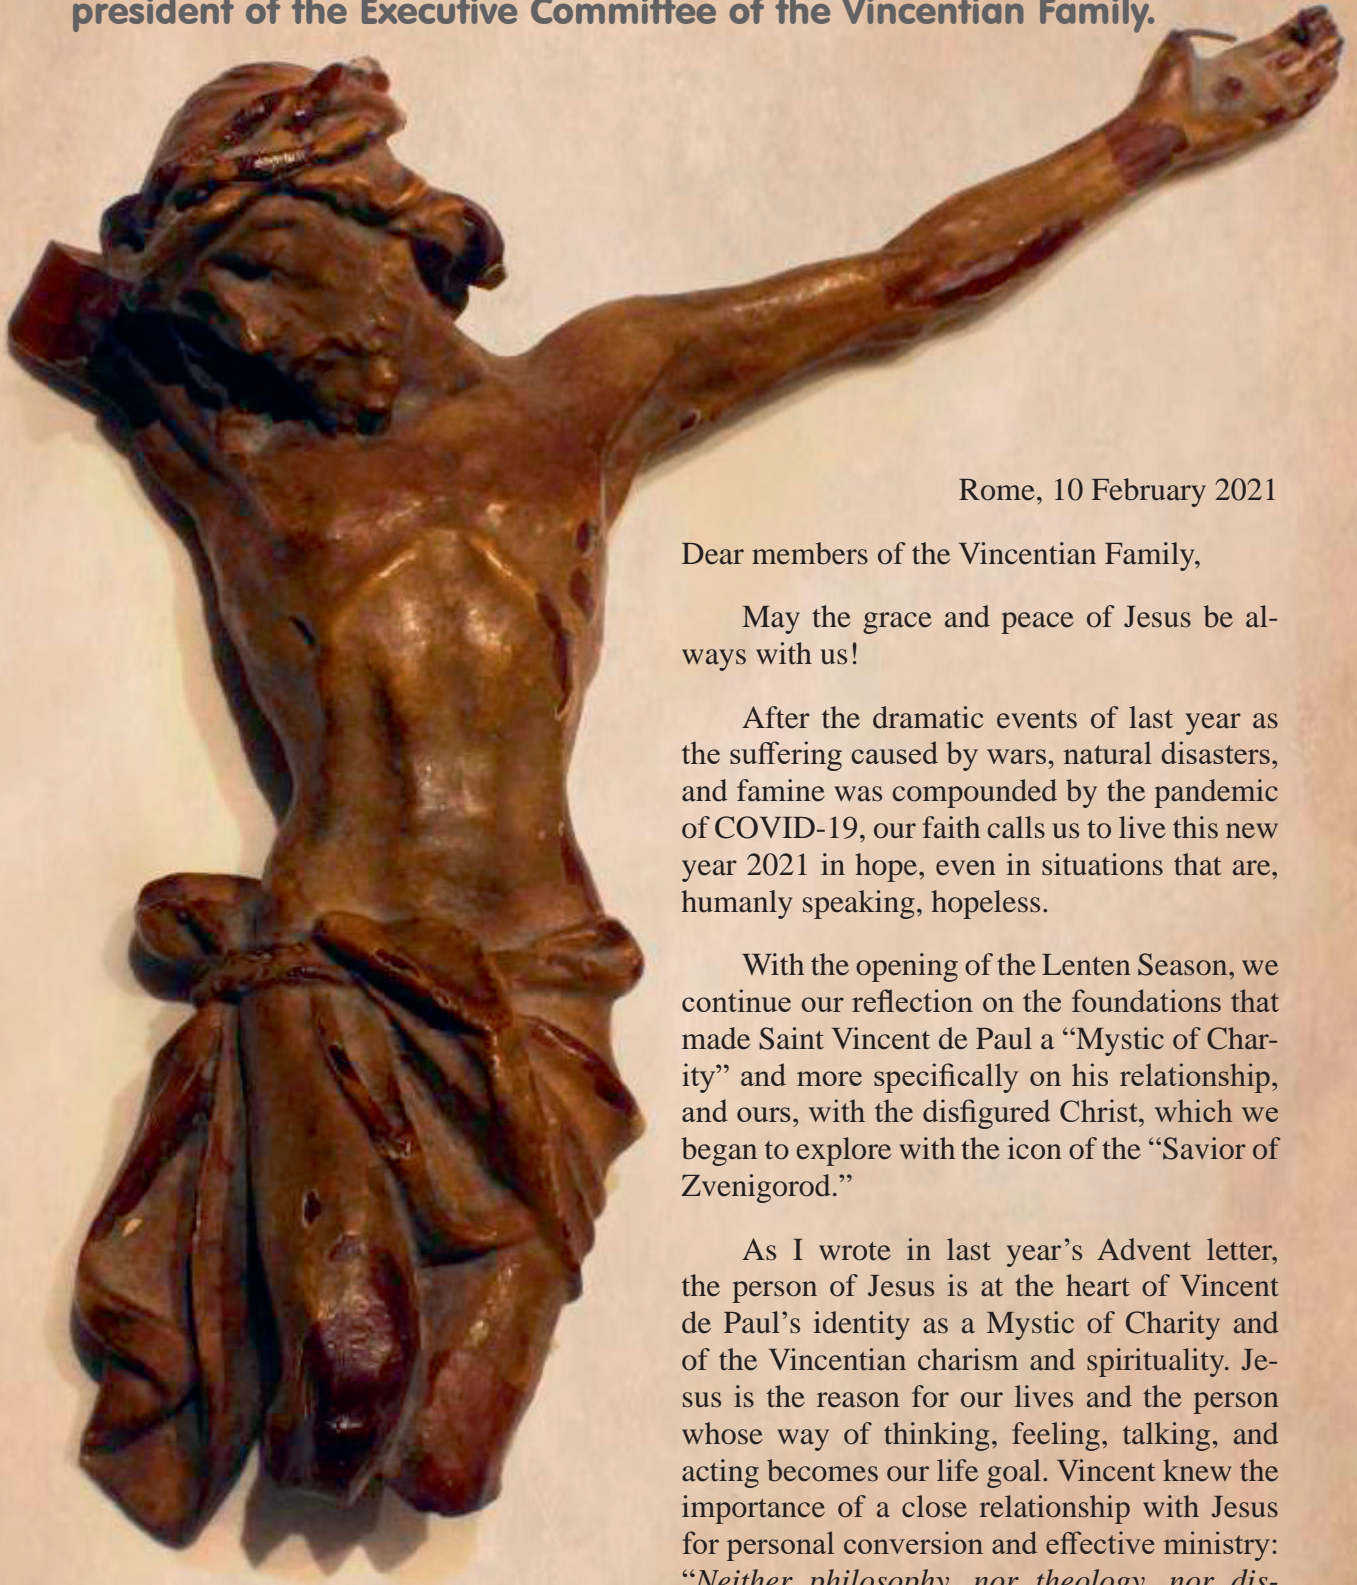 president of the Executive Committee of the Vincentian Family.
Rome, 10 February 2021
Dear members of the Vincentian Family,
May the grace and peace of Jesus be al-
ways with us!
After the dramatic events of last year as
the suffering caused by wars, natural disasters,
and famine was compounded by the pandemic
of COVID-19, our faith calls us to live this new
year 2021 in hope, even in situations that are,
humanly speaking, hopeless.
With the opening of the Lenten Season, we
continue our reflection on the foundations that
made Saint Vincent de Paul a “Mystic of Char-
ity” and more specifically on his relationship,
and ours, with the disfigured Christ, which we
began to explore with the icon of the “Savior of
Zvenigorod.”
As I wrote in last year’s Advent letter,
the person of Jesus is at the heart of Vincent
de Paul’s identity as a Mystic of Charity and
of the Vincentian charism and spirituality. Je-
sus is the reason for our lives and the person
whose way of thinking, feeling, talking, and
acting becomes our life goal. Vincent knew the
importance of a close relationship with Jesus
for personal conversion and effective ministry:
“Neither philosophy, nor theology, nor dis-